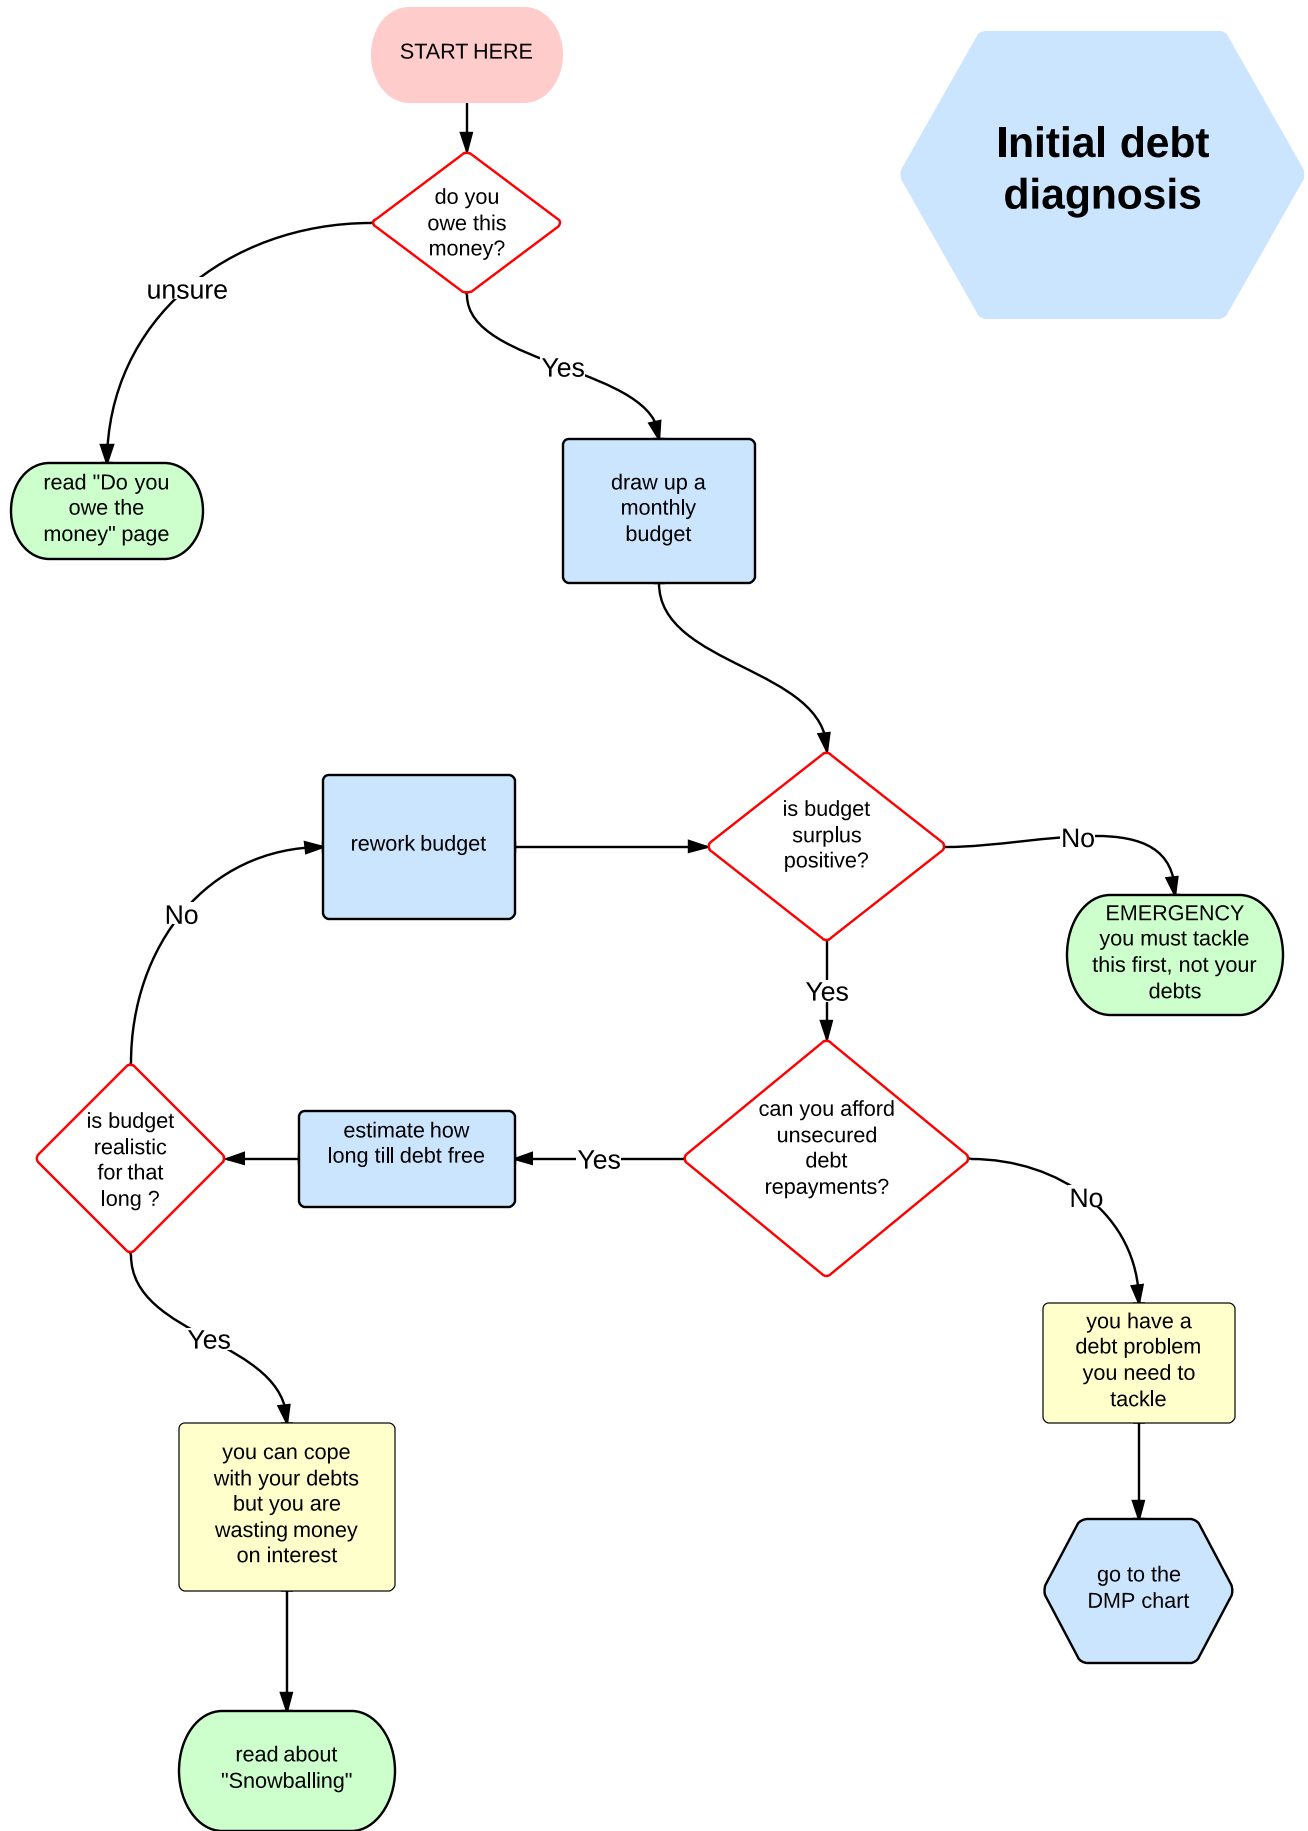 START HERE
Initial debt
diagnosis
do you
owe this
money?
unsure
Yes
read "Do you
owe the
money" page
draw up a
monthly
budget
is budget
surplus
positive?
rework budget
No
No
EMERGENCY
you must tackle
this first, not your
debts
Yes
can you afford
unsecured
debt
repayments?
Yes
estimate how
long till debt free
is budget
realistic
for that
long ?
No
Yes
you have a
debt problem
you need to
tackle
you can cope
with your debts
but you are
wasting money
on interest
go to the
DMP chart
read about
"Snowballing"